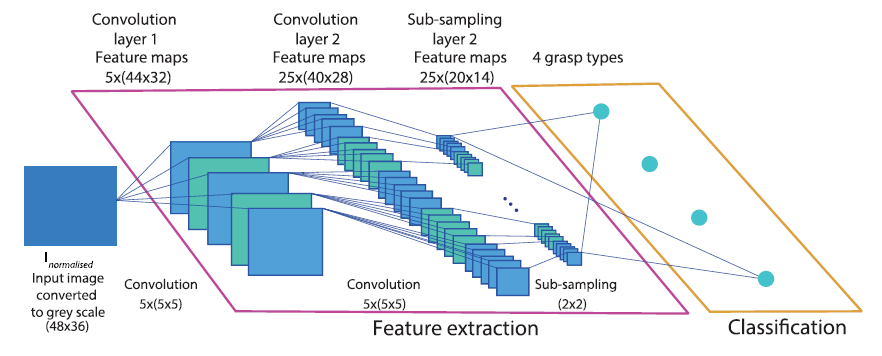 Convolution
layer 1
Feature maps
5x(44x32)
Convolution
layer 2
Feature maps
25x(40x28)
Sub-sampling
layer 2
Feature maps
25x(20x14)
4 grasp types
I normalised
Input image
converted
to grey scale
(48x36)
Convolution
5x(5x5)
Convolution
5x(5x5)
Sub-sampling
(2x2)
Feature extraction
Classification